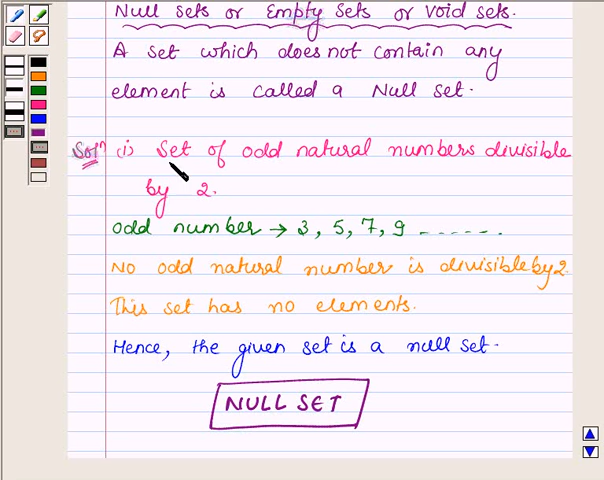 Null Sets or Empty Sets or Void Sets.
A set which does not contain any
element is called a Null set.
Solⁿ (i) Set of odd natural numbers divisible
by 2.
odd number → 3, 5, 7, 9 -------.
No odd natural number is divisible by 2.
This set has no elements.
Hence, the given set is a null set.
NULL SET